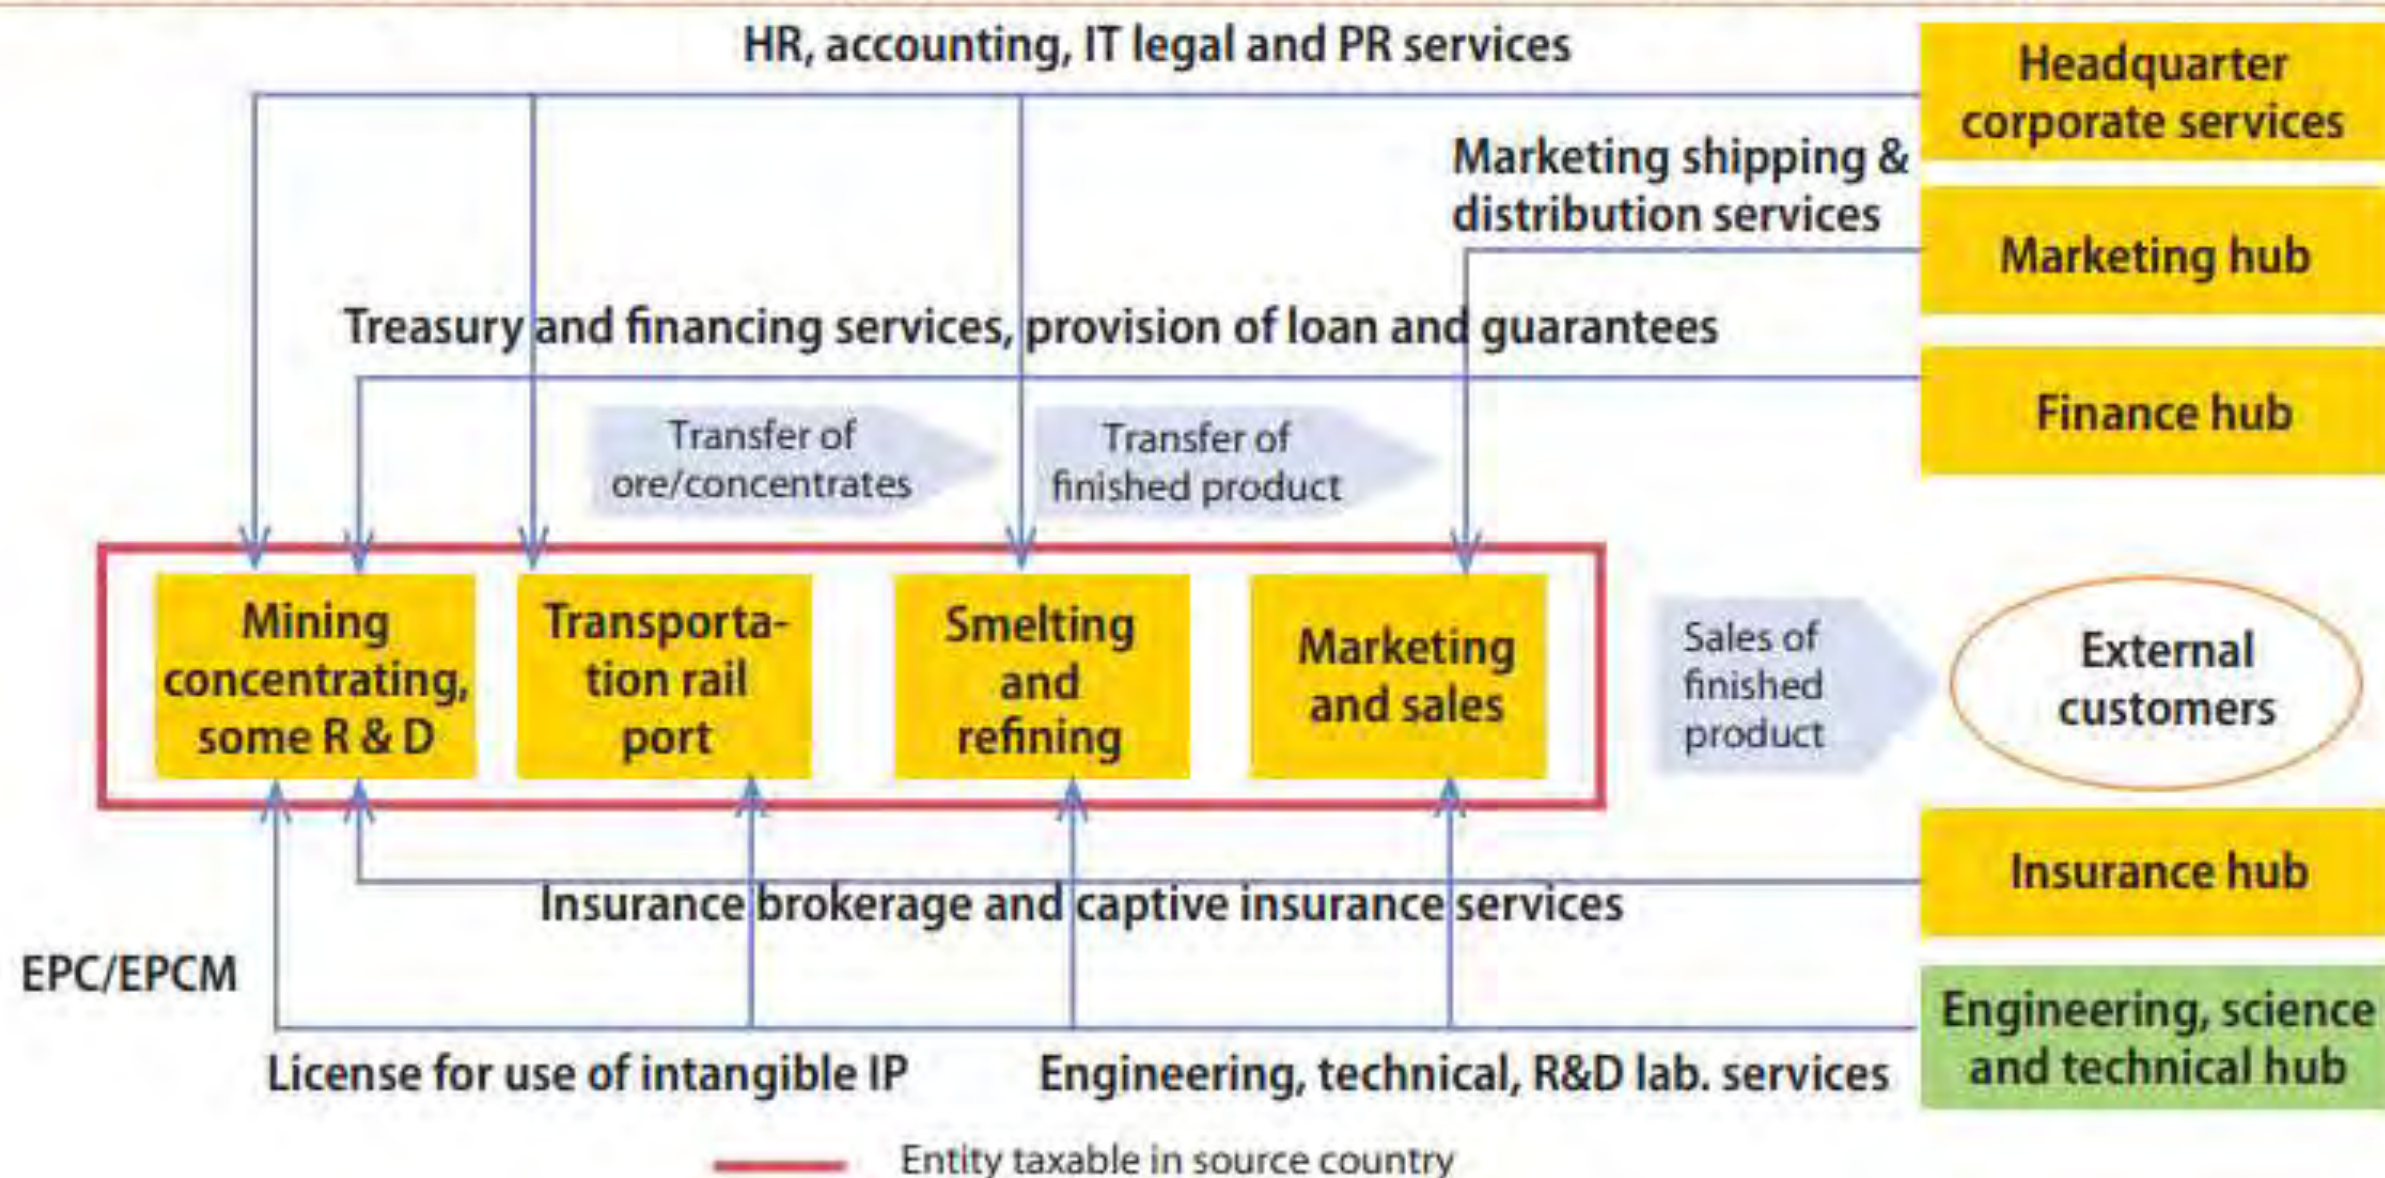 HR, accounting, IT legal and PR services
Headquarter
corporate services
Marketing shipping &
distribution services
Marketing hub
Treasury and financing services, provision of loan and guarantees
Finance hub
Transfer of
ore/concentrates
Transfer of
finished product
Mining
concentrating,
some R & D
Transporta-
tion rail
port
Smelting
and
refining
Marketing
and sales
Sales of
finished
product
External
customers
Insurance hub
Insurance brokerage and captive insurance services
EPC/EPCM
Engineering, science
and technical hub
License for use of intangible IP
Engineering, technical, R&D lab. services
Entity taxable in source country